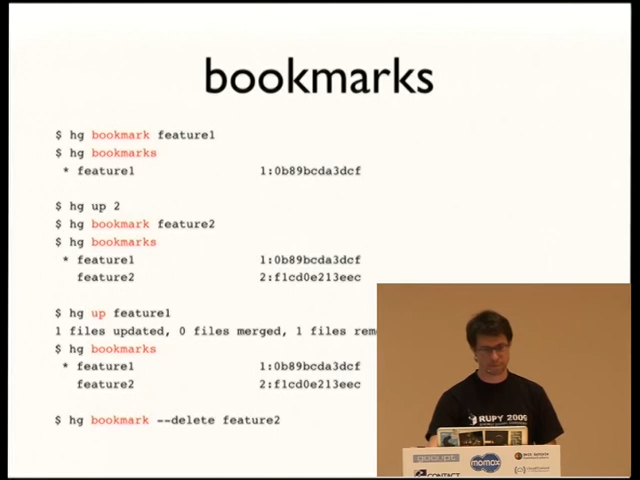 bookmarks
$ hg bookmark feature1
$ hg bookmarks
* feature1 1:0b89bcda3dcf
$ hg up 2
$ hg bookmark feature2
$ hg bookmarks
* feature1 1:0b89bcda3dcf
feature2 2:f1cd0e213eec
$ hg up feature1
1 files updated, 0 files merged, 1 files rem
$ hg bookmarks
* feature1 1:0b89bcda3dcf
feature2 2:f1cd0e213eec
$ hg bookmark --delete feature2
RUPY 2009
gocept
momox
CONTACT